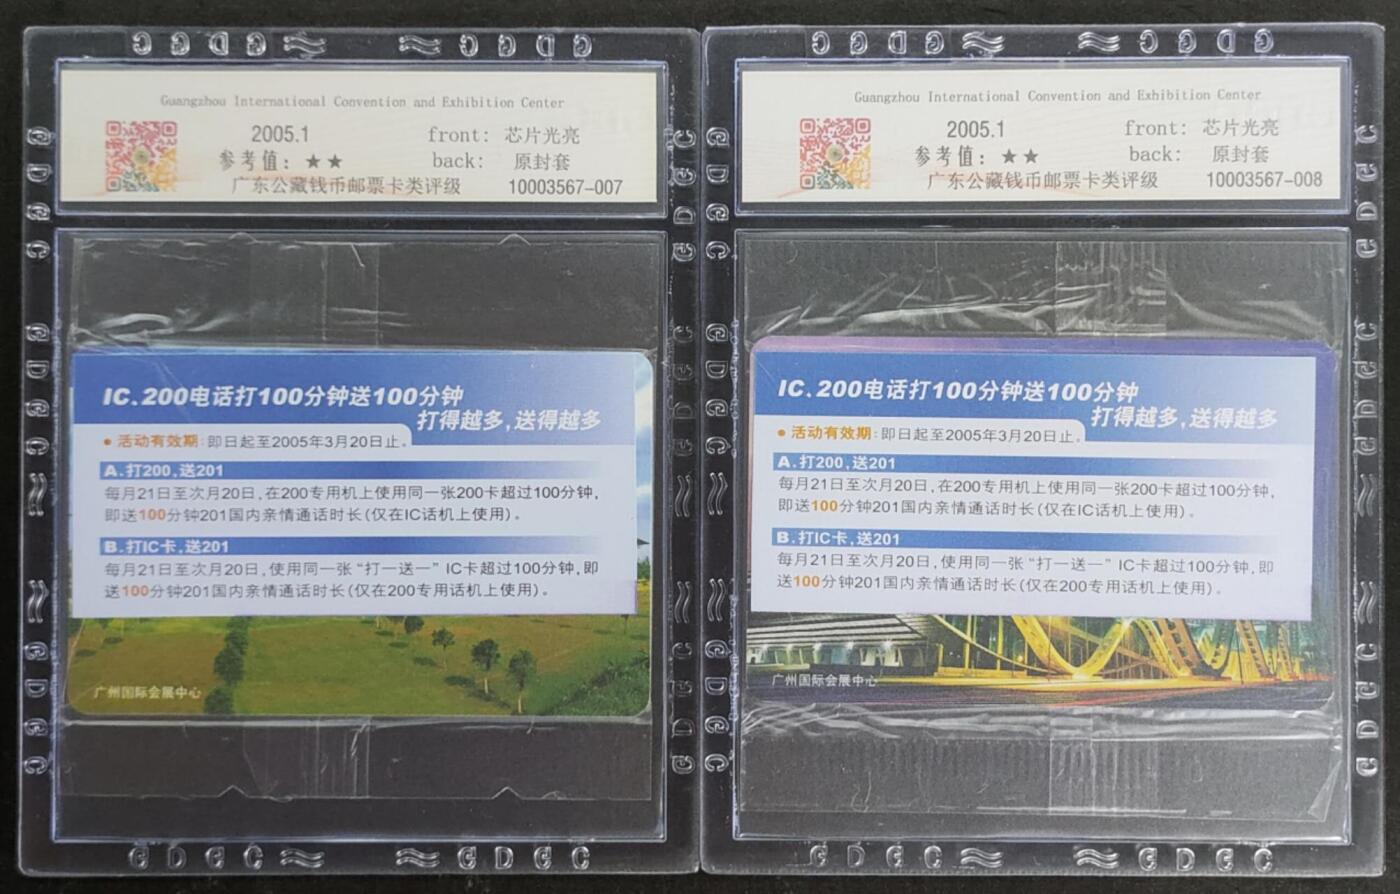 GDGC
GDGC
Guangzhou International Convention and Exhibition Center
2005.1
front: 芯片光亮
参考值：★★
back: 原封套
广东公藏钱币邮票卡类评级
10003567-007
IC.200电话打100分钟送100分钟
打得越多,送得越多
●活动有效期:即日起至2005年3月20日止。
A.打200,送201
每月21日至次月20日,在200专用机上使用同一张200卡超过100分钟,
即送100分钟201国内亲情通话时长(仅在IC话机上使用)。
B.打IC卡,送201
每月21日至次月20日,使用同一张“打一送一”IC卡超过100分钟,即
送100分钟201国内亲情通话时长(仅在200专用话机上使用)。
广州国际会展中心
GDGC
GDGC
GDGC
GDGC
Guangzhou International Convention and Exhibition Center
2005.1
front: 芯片光亮
参考值：★★
back: 原封套
广东公藏钱币邮票卡类评级
10003567-008
IC.200电话打100分钟送100分钟
打得越多,送得越多
●活动有效期:即日起至2005年3月20日止。
A.打200,送201
每月21日至次月20日,在200专用机上使用同一张200卡超过100分钟,
即送100分钟201国内亲情通话时长(仅在IC话机上使用)。
B.打IC卡,送201
每月21日至次月20日,使用同一张“打一送一”IC卡超过100分钟,即
送100分钟201国内亲情通话时长(仅在200专用话机上使用)。
广州国际会展中心
GDGC
GDGC